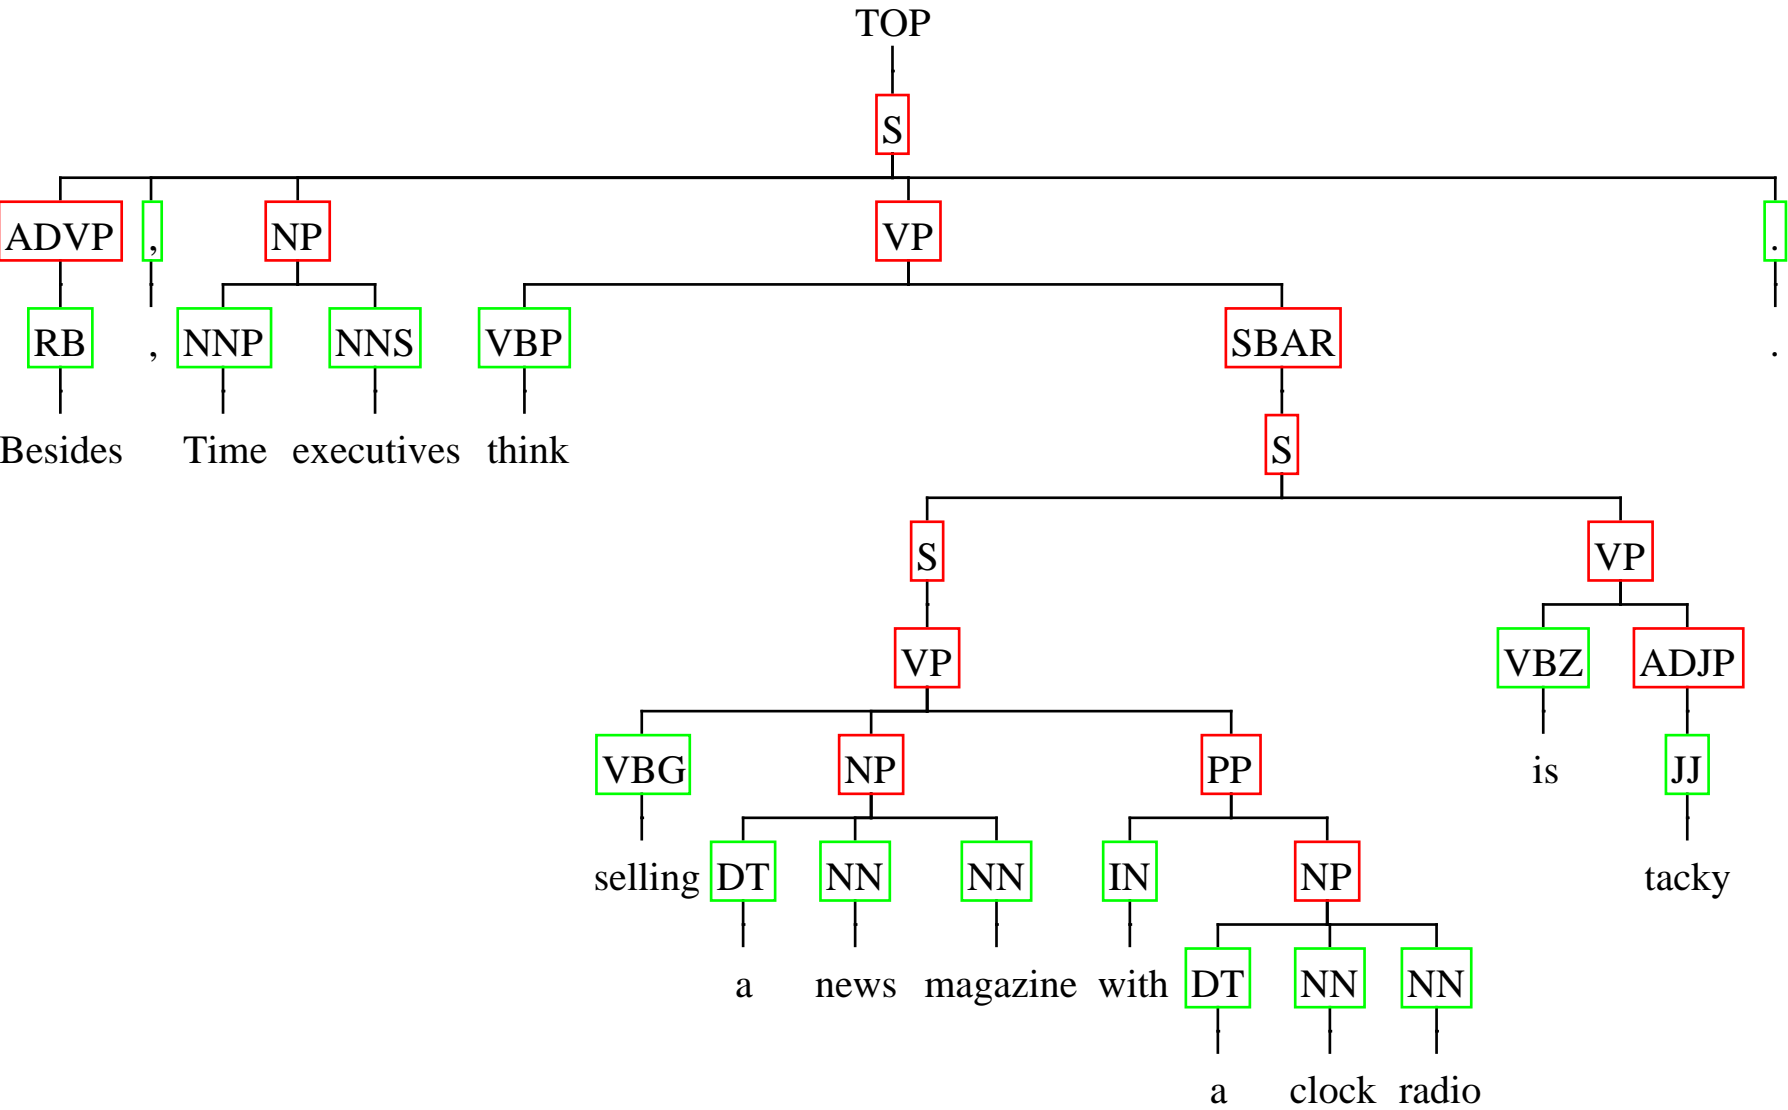 TOP
S
ADVP , NP VP .
RB , NNP NNS VBP SBAR .
Besides Time executives think S
S VP
VP VBZ ADJP
VBG NP PP is JJ
selling DT NN NN IN NP tacky
a news magazine with DT NN NN
a clock radio